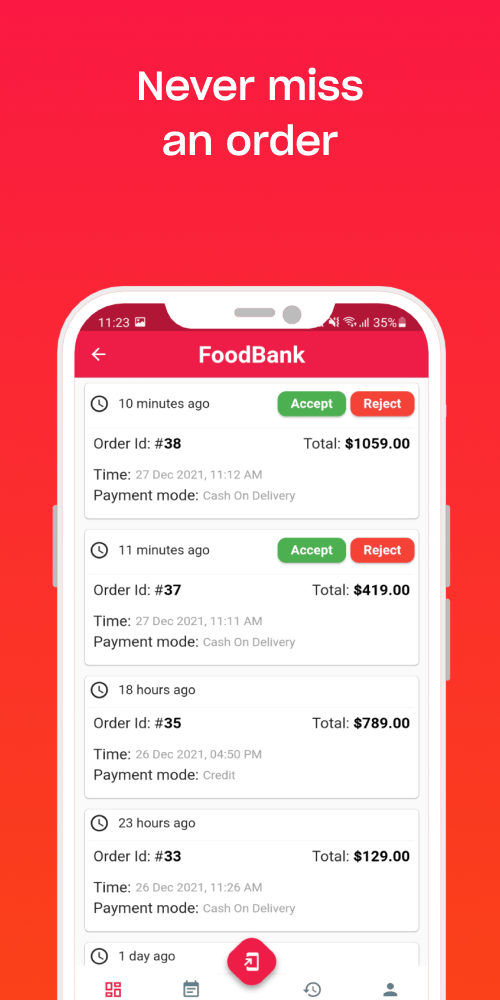 Never miss
an order
11:23 35%
FoodBank
10 minutes ago Accept Reject
Order Id: #38 Total: $1059.00
Time: 27 Dec 2021, 11:12 AM
Payment mode: Cash On Delivery
11 minutes ago Accept Reject
Order Id: #37 Total: $419.00
Time: 27 Dec 2021, 11:11 AM
Payment mode: Cash On Delivery
18 hours ago
Order Id: #35 Total: $789.00
Time: 26 Dec 2021, 04:50 PM
Payment mode: Credit
23 hours ago
Order Id: #33 Total: $129.00
Time: 26 Dec 2021, 11:26 AM
Payment mode: Cash On Delivery
1 day ago